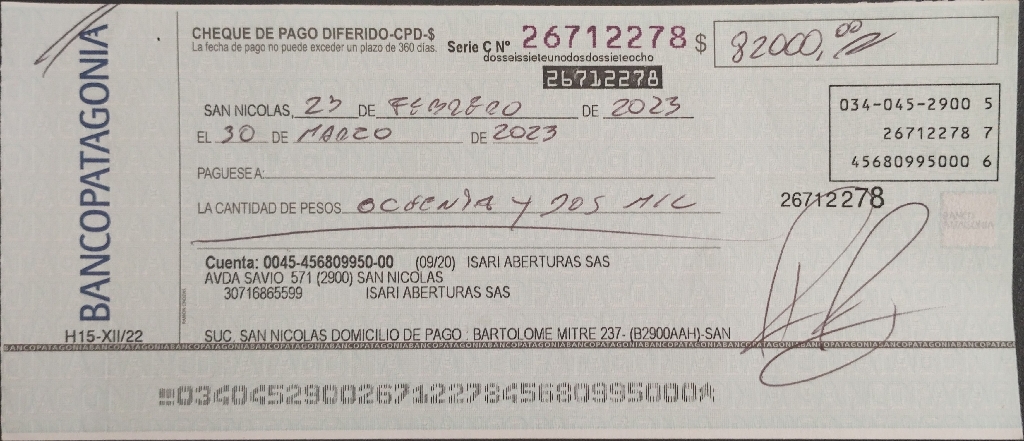 BANCOPATAGONIA
H15-XII/22
CHEQUE DE PAGO DIFERIDO-CPD-$
La fecha de pago no puede exceder un plazo de 360 dias.
Serie C Nº 26712278
dosseissieteunodosdossieteocho
26712278
$ 82000,00
SAN NICOLAS, 23 DE FEBRERO DE 2023
EL 30 DE MARZO DE 2023
034-045-2900 5
26712278 7
45680995000 6
PAGUESE A:
26712278
LA CANTIDAD DE PESOS OCHENTA Y DOS MIL
BANCO PATAGONIA
Cuenta: 0045-456809950-00 (09/20) ISARI ABERTURAS SAS
AVDA SAVIO 571 (2900) SAN NICOLAS
30716865599 ISARI ABERTURAS SAS
SUC. SAN NICOLAS DOMICILIO DE PAGO : BARTOLOME MITRE 237- (B2900AAH)-SAN
BANCOPATAGONIABANCOPATAGONIABANCOPATAGONIABANCOPATAGONIABANCOPATAGONIABANCOPATAGONIA
03404529002671227845680995000